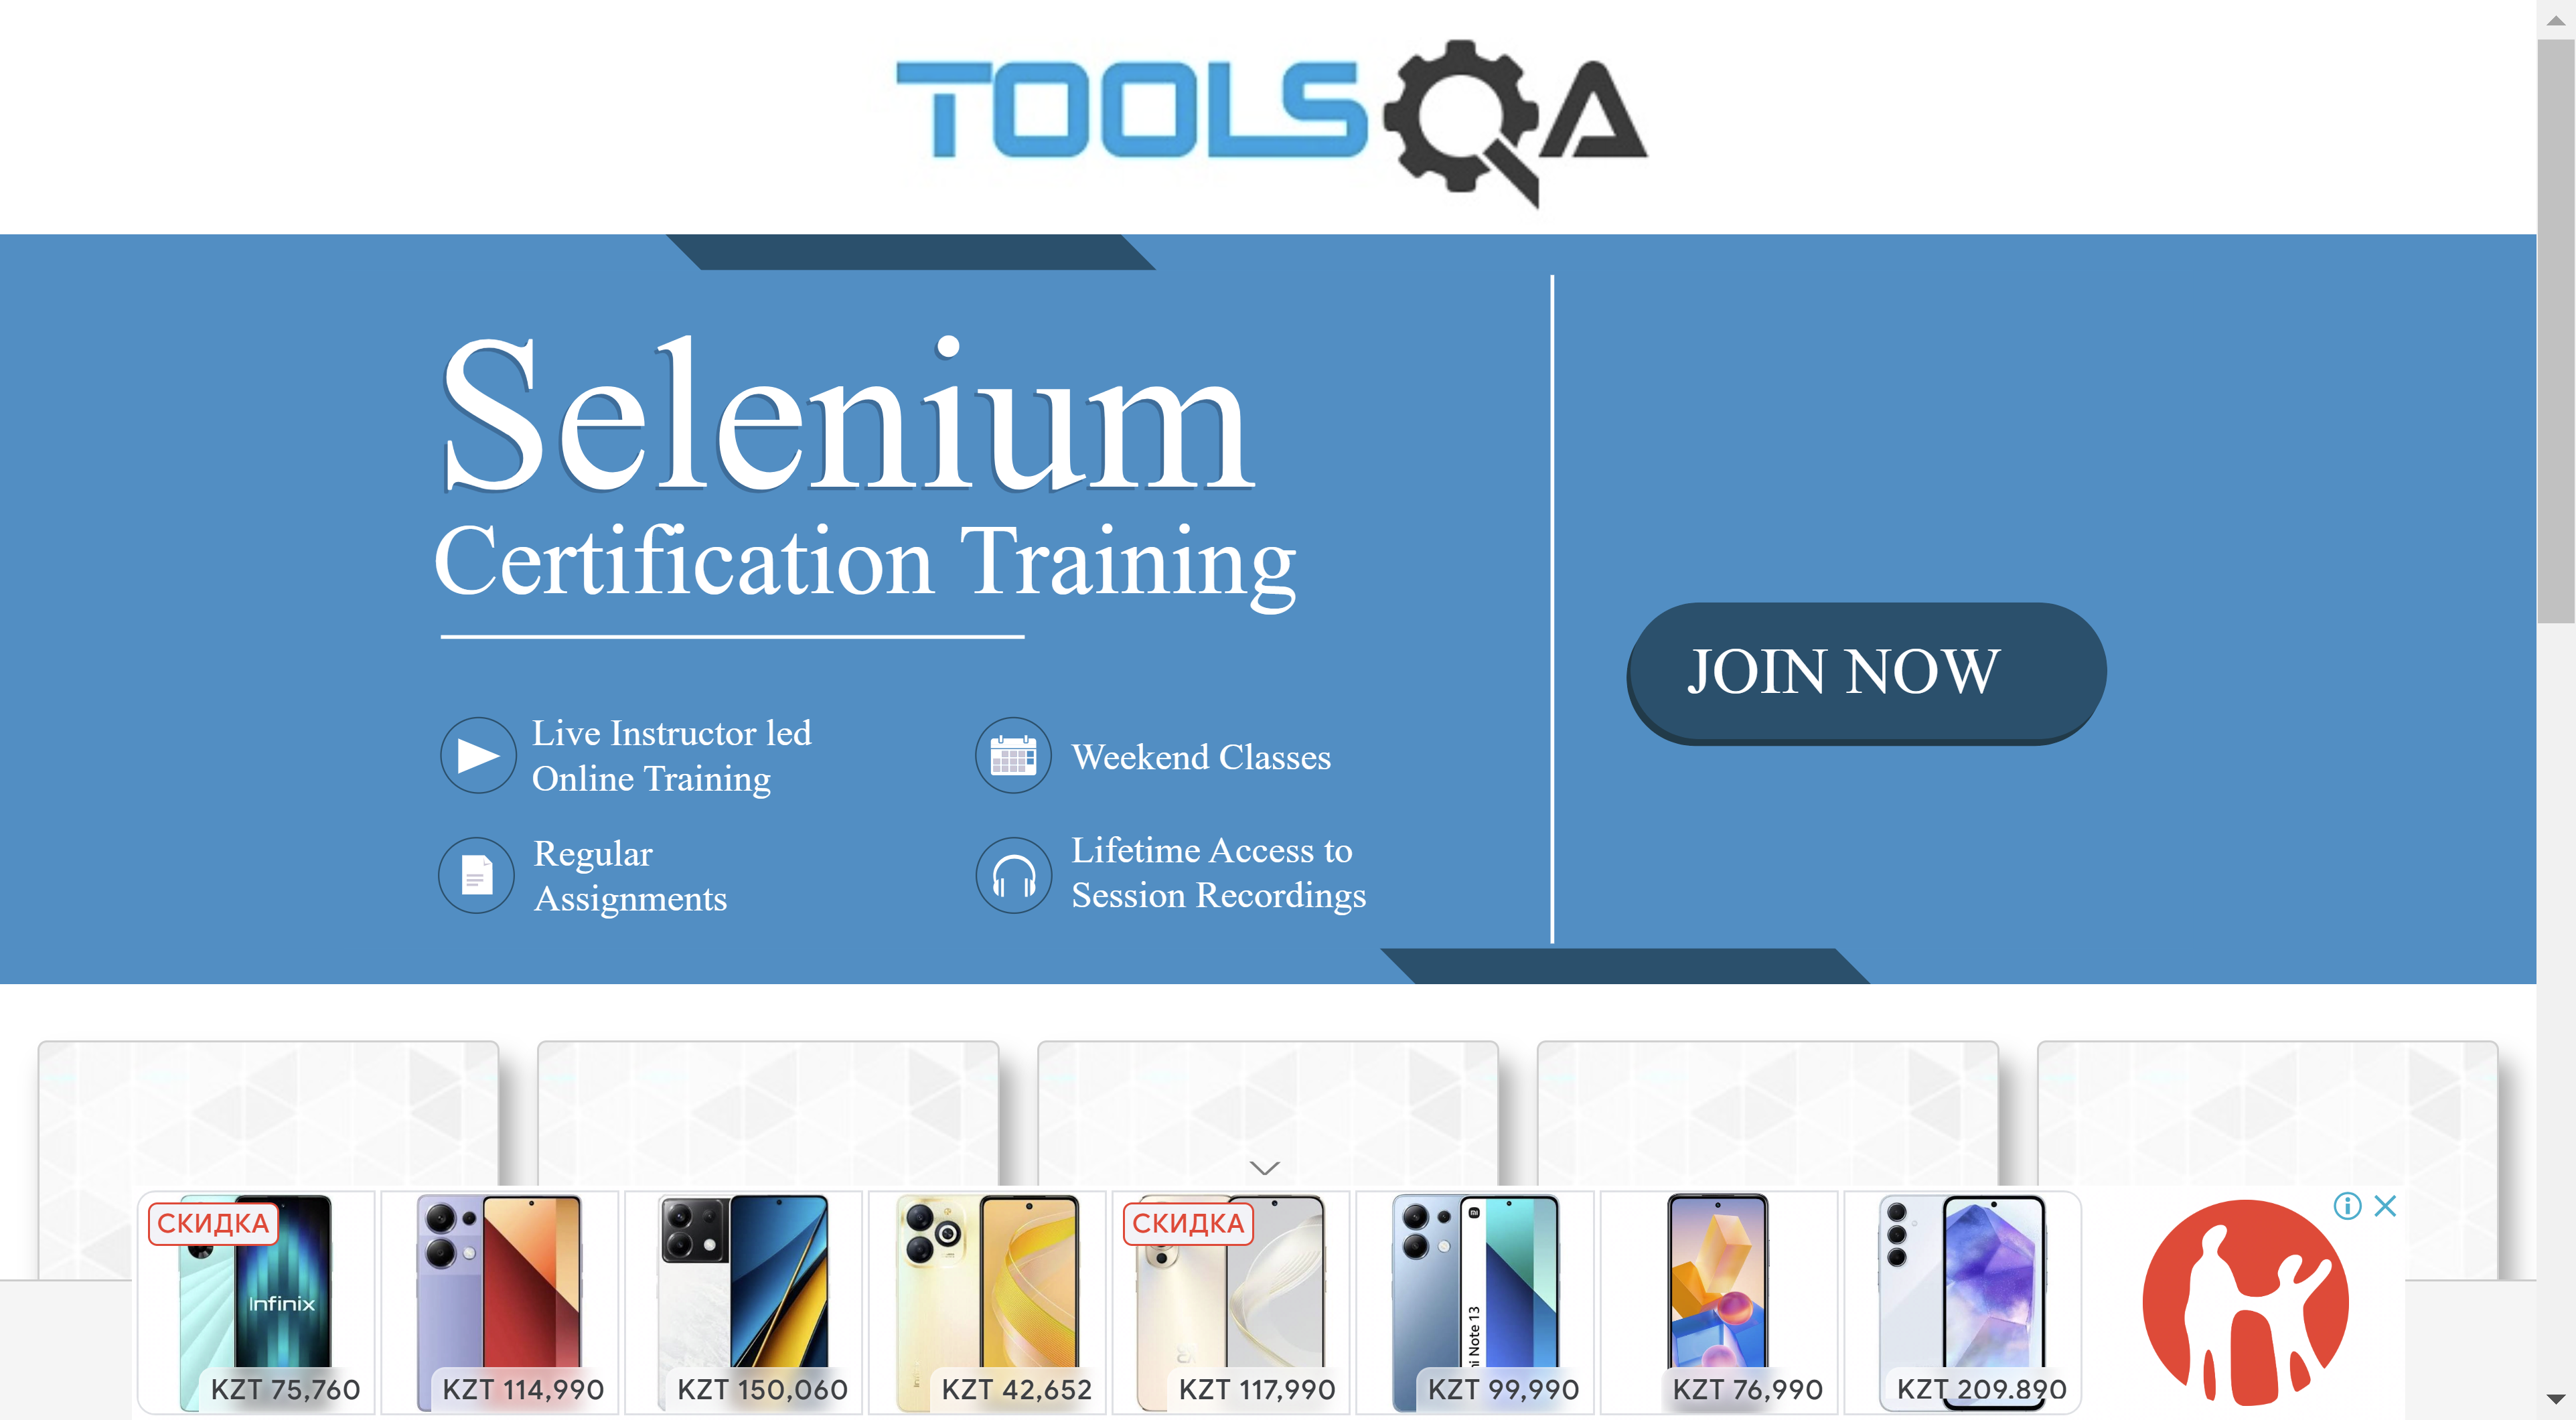 TOOLSQA
Selenium
Certification Training
Live Instructor led
Online Training
Weekend Classes
Regular
Assignments
Lifetime Access to
Session Recordings
JOIN NOW
СКИДКА
СКИДКА
Infinix
Note 13
KZT 75,760
KZT 114,990
KZT 150,060
KZT 42,652
KZT 117,990
KZT 99,990
KZT 76,990
KZT 209.890